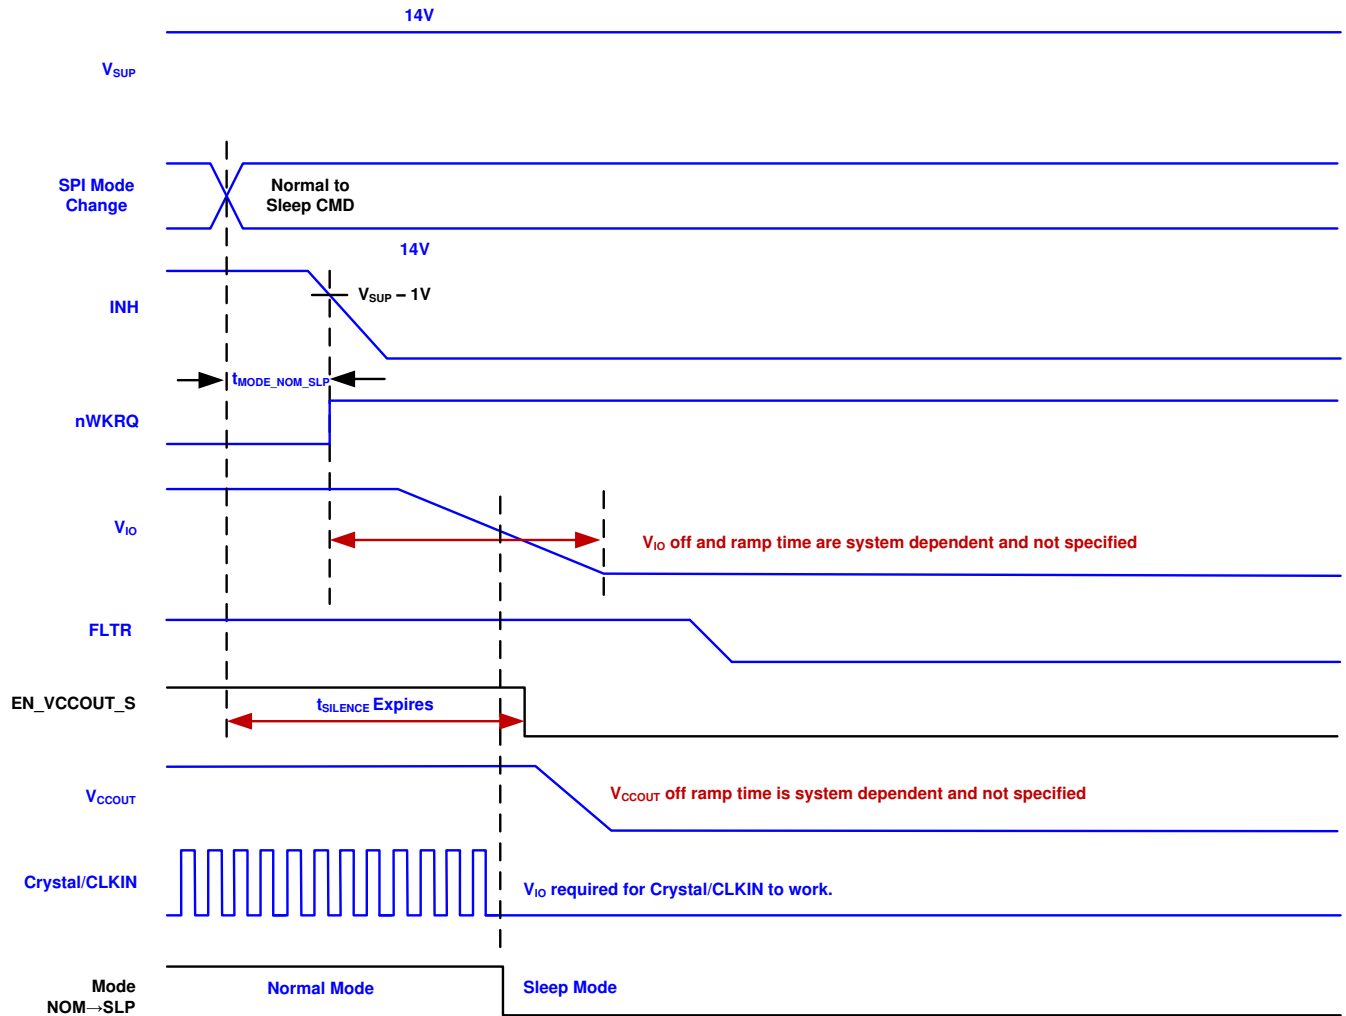 14V
VSUP
SPI Mode
Change
Normal to
Sleep CMD
14V
INH
VSUP – 1V
tMODE_NOM_SLP
nWKRQ
VIO
VIO off and ramp time are system dependent and not specified
FLTR
EN_VCCOUT_S
tSILENCE Expires
VCCOUT
VCCOUT off ramp time is system dependent and not specified
Crystal/CLKIN
VIO required for Crystal/CLKIN to work.
Mode
NOM→SLP
Normal Mode
Sleep Mode